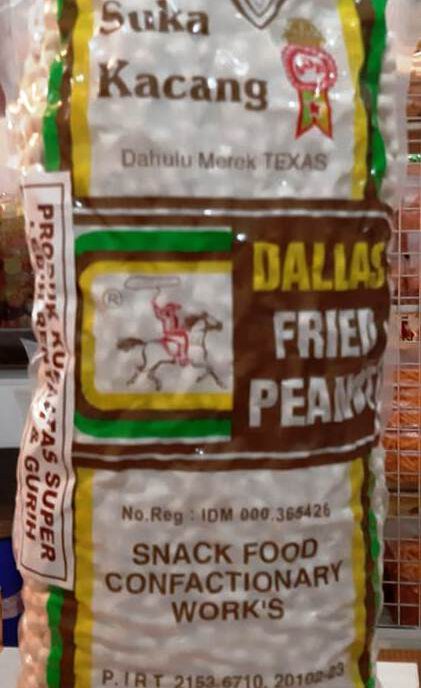 Suka
Kacang
Dahulu Merek TEXAS
DALLAS
FRIED
PEANUTS
®
No.Reg : IDM 000.365426
SNACK FOOD
CONFACTIONARY
WORK'S
P.IRT 2153.6710. 20102-23
PRODUK KUALITAS SUPER
& GURIH